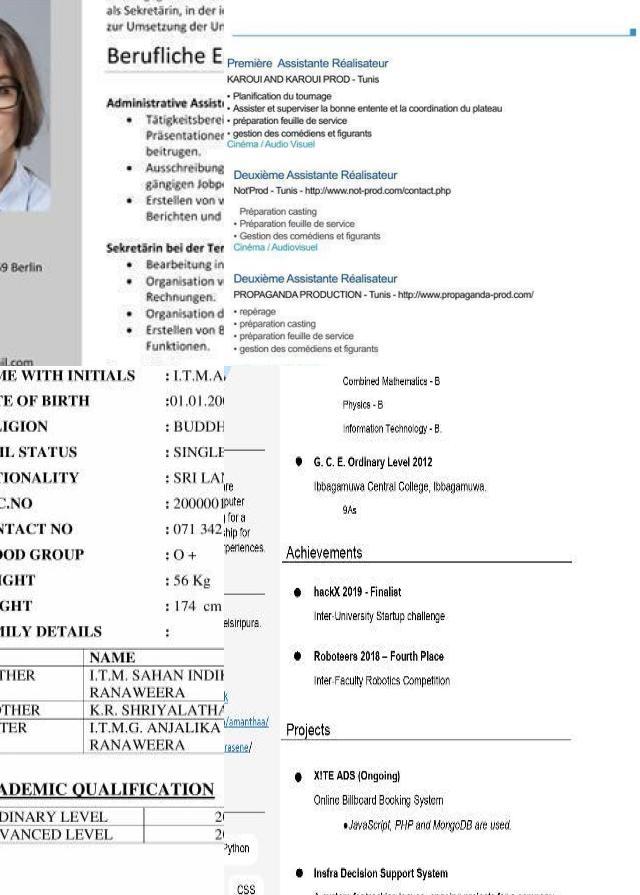 als Sekretärin, in der
zur Umsetzung der
Berufliche E
Administrative Assist
• Tätigkeitsberei
Präsentationer
beitrugen.
• Ausschreibung
gängigen Jobp
• Erstellen von v
Berichten und
Sekretärin bei der Ter
• Bearbeitung in
• Organisation v
Rechnungen.
• Organisation d
• Erstellen von B
Funktionen.
9 Berlin
il.com
Première Assistante Réalisateur
KAROUI AND KAROUI PROD - Tunis
• Planification du tournage
• Assister et superviser la bonne entente et la coordination du plateau
• préparation feuille de service
• gestion des comédiens et figurants
Cinéma / Audio Visuel
Deuxième Assistante Réalisateur
Not'Prod - Tunis - http://www.not-prod.com/contact.php
Préparation casting
• Préparation feuille de service
• Gestion des comédiens et figurants
Cinéma / Audiovisuel
Deuxième Assistante Réalisateur
PROPAGANDA PRODUCTION - Tunis - http://www.propaganda-prod.com/
• repérage
• préparation casting
• préparation feuille de service
• gestion des comédiens et figurants
ME WITH INITIALS : I.T.M.A
TE OF BIRTH :01.01.20
LIGION : BUDDH
IL STATUS : SINGLE
TIONALITY : SRI LA
C.NO : 200000
NTACT NO : 071 342
OOD GROUP : O +
IGHT : 56 Kg
GHT : 174 cm
MILY DETAILS :
NAME
THER I.T.M. SAHAN INDI
RANAWEERA
OTHER K.R. SHRIYALATHA
TER I.T.M.G. ANJALIKA
RANAWEERA
ADEMIC QUALIFICATION
DINARY LEVEL 2
VANCED LEVEL 2
re
puter
for a
hip for
periences.
elsiripura.
k
/amanthaa/
rasene/
Python
CSS
Combined Mathematics - B
Physics - B
Information Technology - B.
● G. C. E. Ordinary Level 2012
Ibbagamuwa Central College, Ibbagamuwa.
9As
Achievements
● hackX 2019 - Finalist
Inter-University Startup challenge
● Roboteers 2018 – Fourth Place
Inter-Faculty Robotics Competition
Projects
● X!TE ADS (Ongoing)
Online Billboard Booking System
●JavaScript, PHP and MongoDB are used.
● Insfra Decision Support System